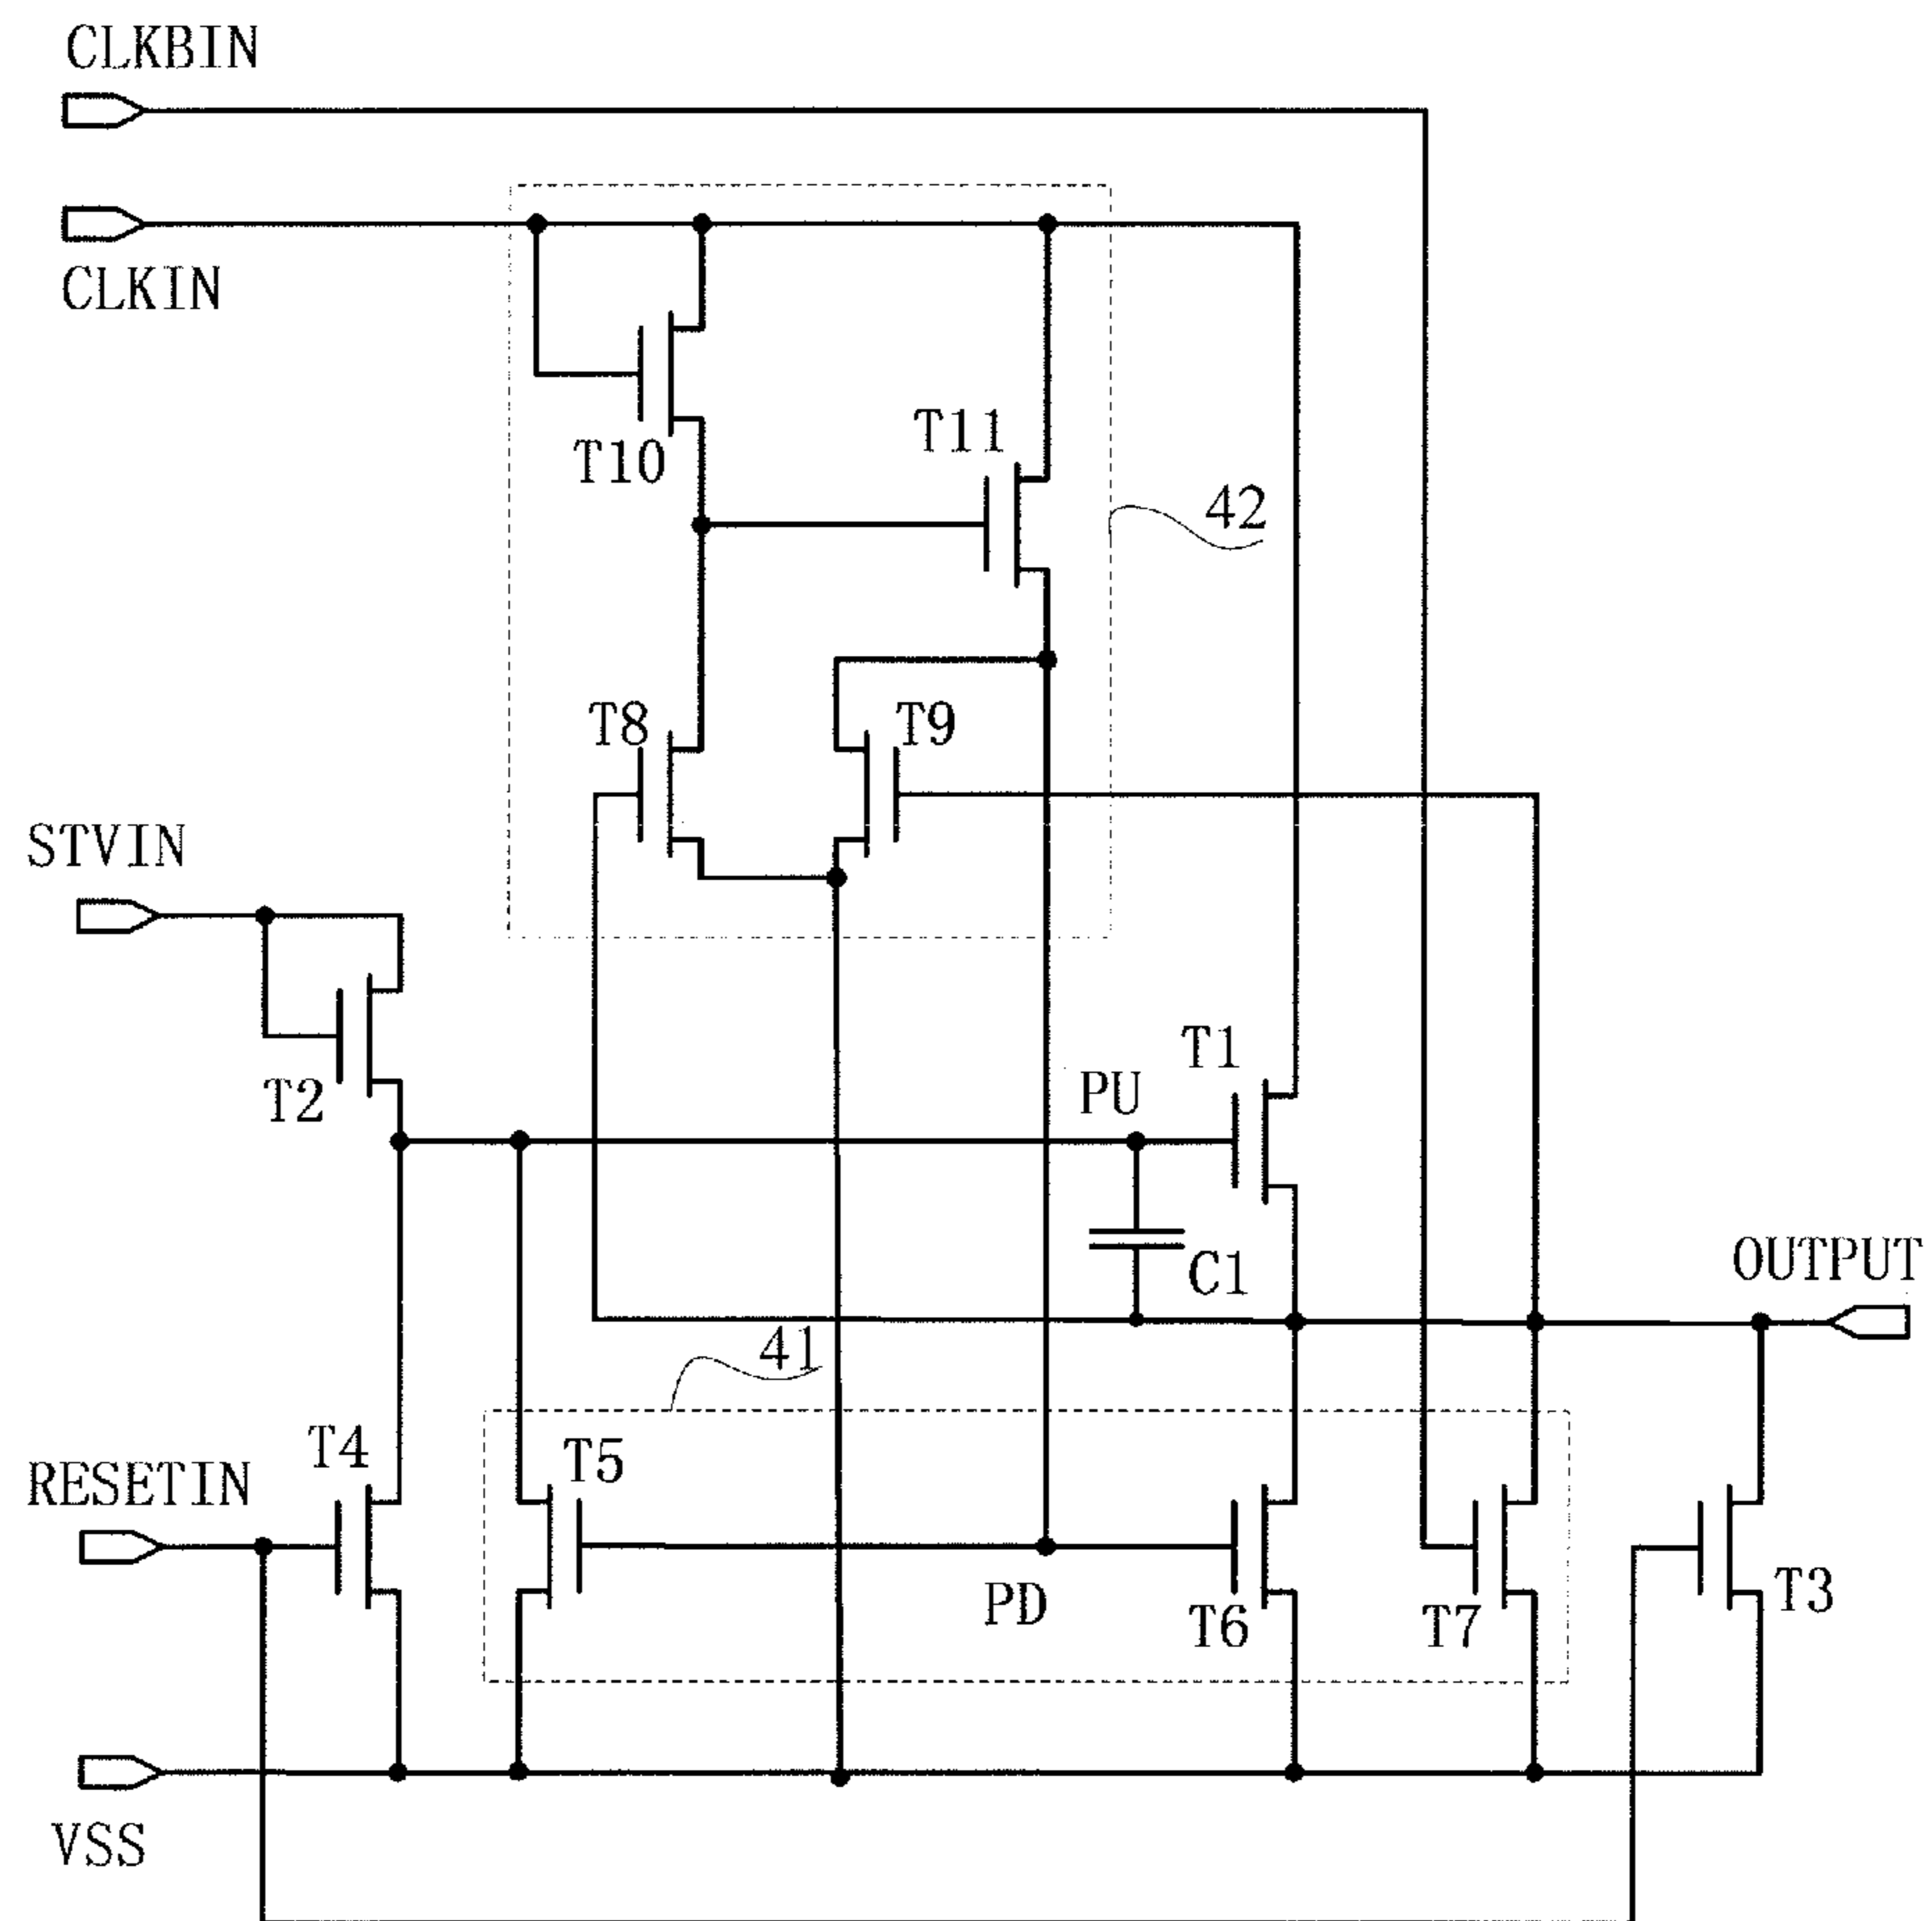 CLKBIN
CLKIN
T10
T11
42
T8
T9
STVIN
T2
PU
T1
C1
OUTPUT
41
T4
T5
RESETIN
PD
T6
T7
T3
VSS